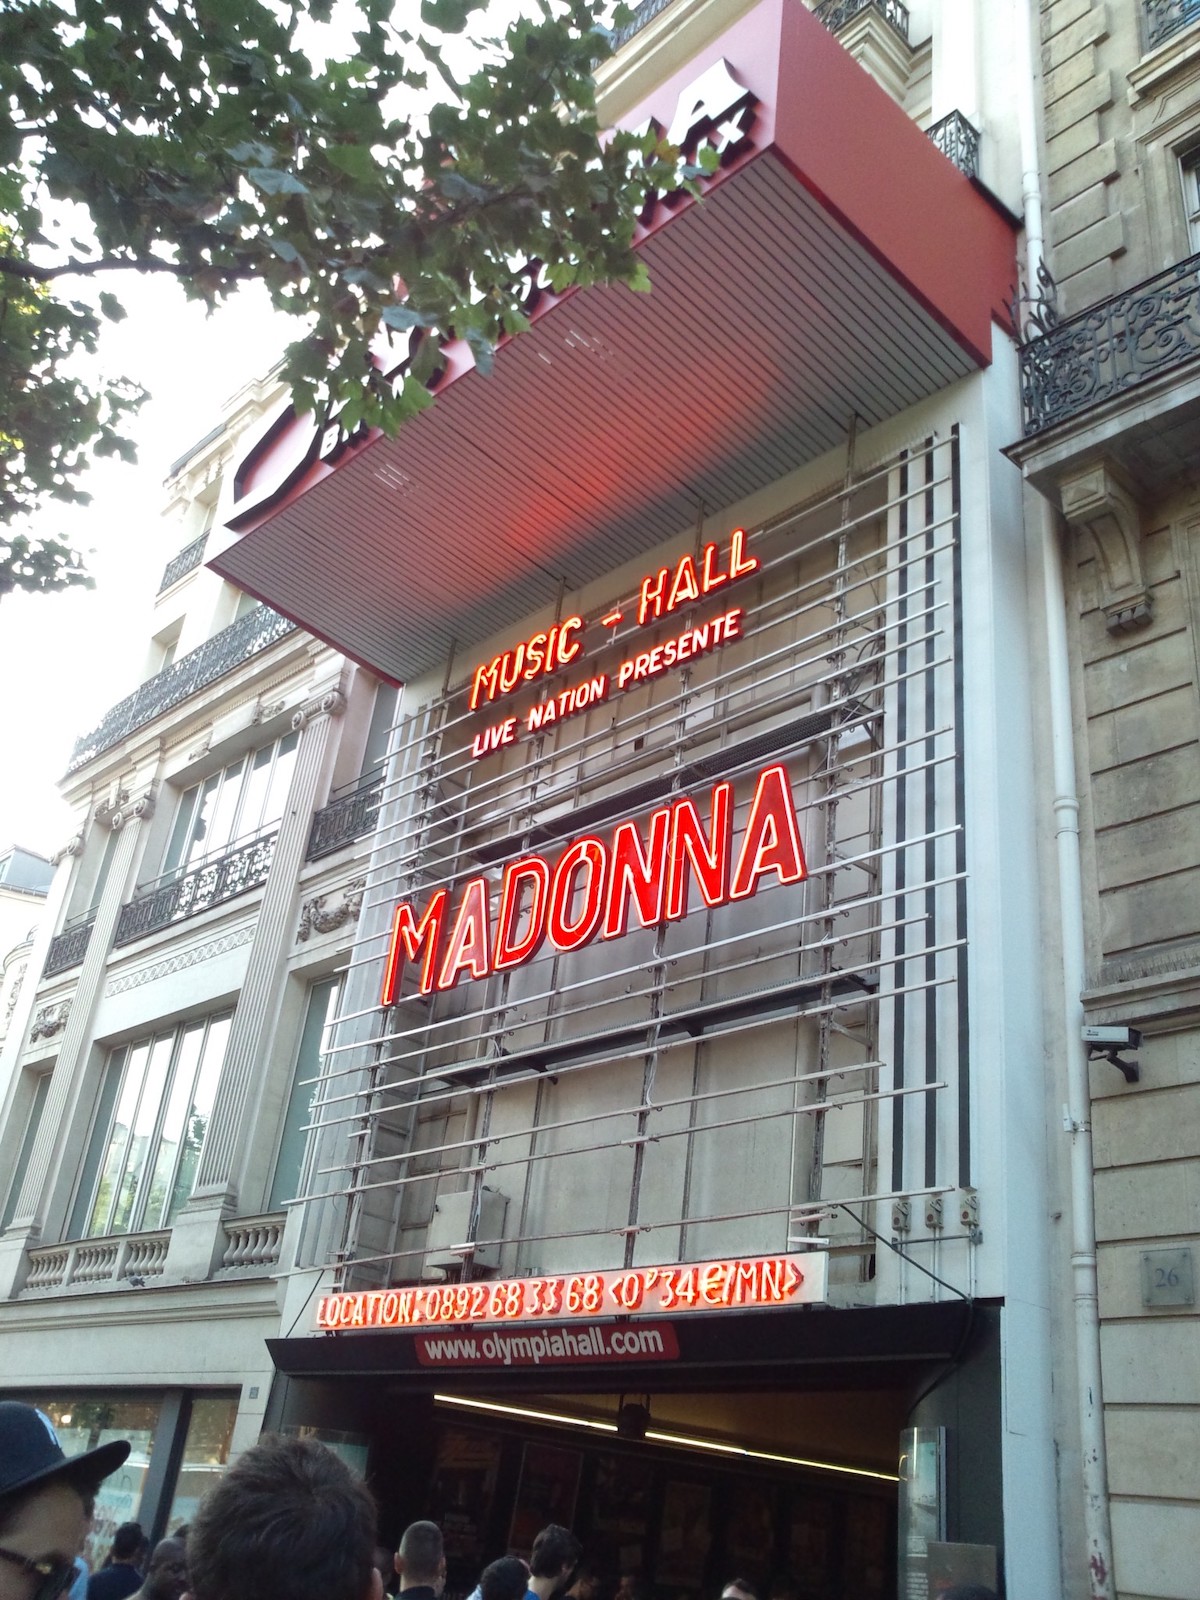 MUSIC - HALL
LIVE NATION PRESENTE
MADONNA
LOCATION: 0892 68 33 68 <0'34€/MN>
www.olympiahall.com
26